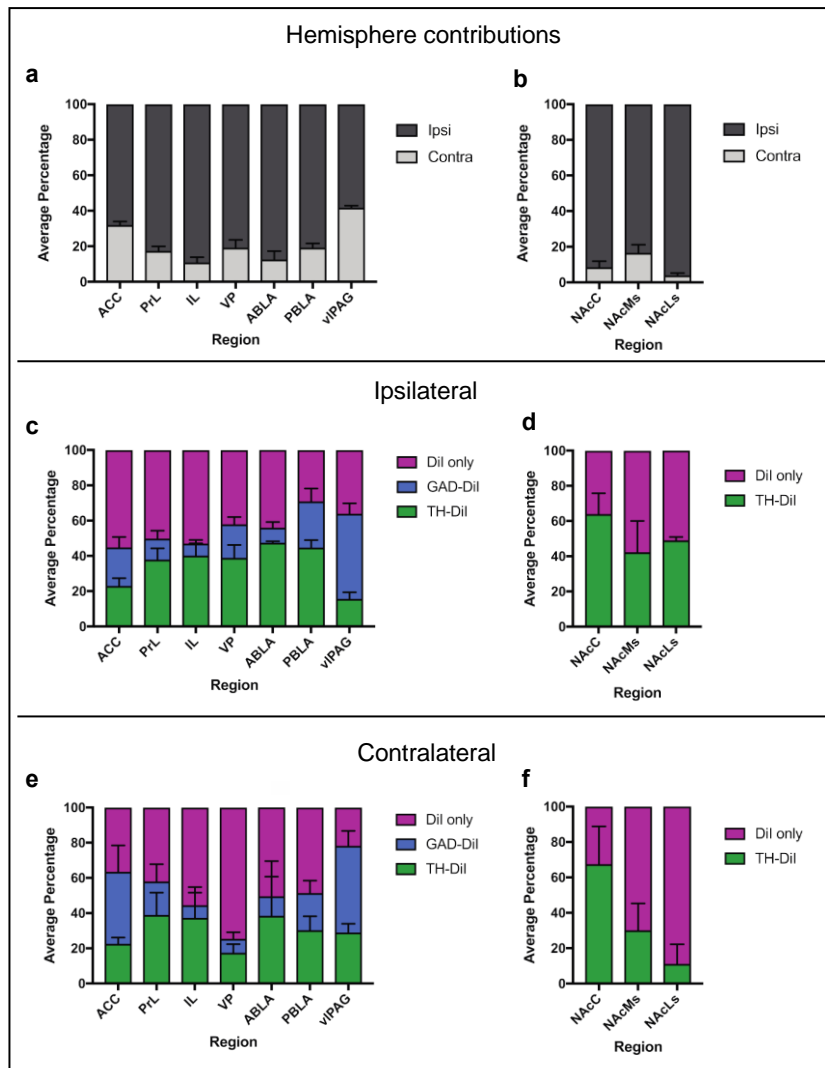 Hemisphere contributions
a
Average Percentage
100
80
60
40
20
0
ACC
PrL
IL
VP
ABLA
PBLA
vlPAG
Region
Ipsi
Contra
b
Average Percentage
100
80
60
40
20
0
NAcC
NAcMs
NAcLs
Region
Ipsi
Contra
Ipsilateral
c
Average Percentage
100
80
60
40
20
0
ACC
PrL
IL
VP
ABLA
PBLA
vlPAG
Region
DiI only
GAD-DiI
TH-DiI
d
Average Percentage
100
80
60
40
20
0
NAcC
NAcMs
NAcLs
Region
DiI only
TH-DiI
Contralateral
e
Average Percentage
100
80
60
40
20
0
ACC
PrL
IL
VP
ABLA
PBLA
vlPAG
Region
DiI only
GAD-DiI
TH-DiI
f
Average Percentage
100
80
60
40
20
0
NAcC
NAcMs
NAcLs
Region
DiI only
TH-DiI